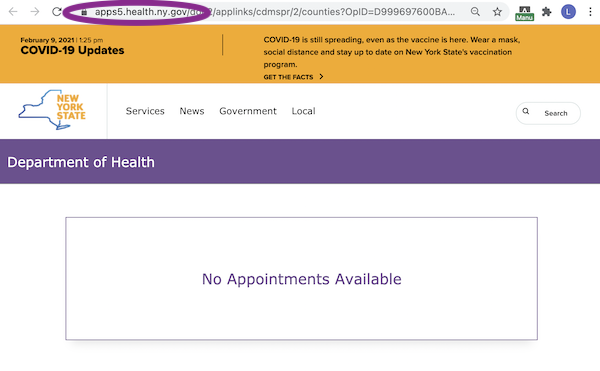 apps5.health.ny.gov/ 2/applinks/cdmspr/2/counties?OpID=D999697600BA...
Manu
L
February 9, 2021 | 1:25 pm
COVID-19 Updates
COVID-19 is still spreading, even as the vaccine is here. Wear a mask,
social distance and stay up to date on New York State's vaccination
program.
GET THE FACTS
NEW
YORK
STATE
Services News Government Local
Search
Department of Health
No Appointments Available